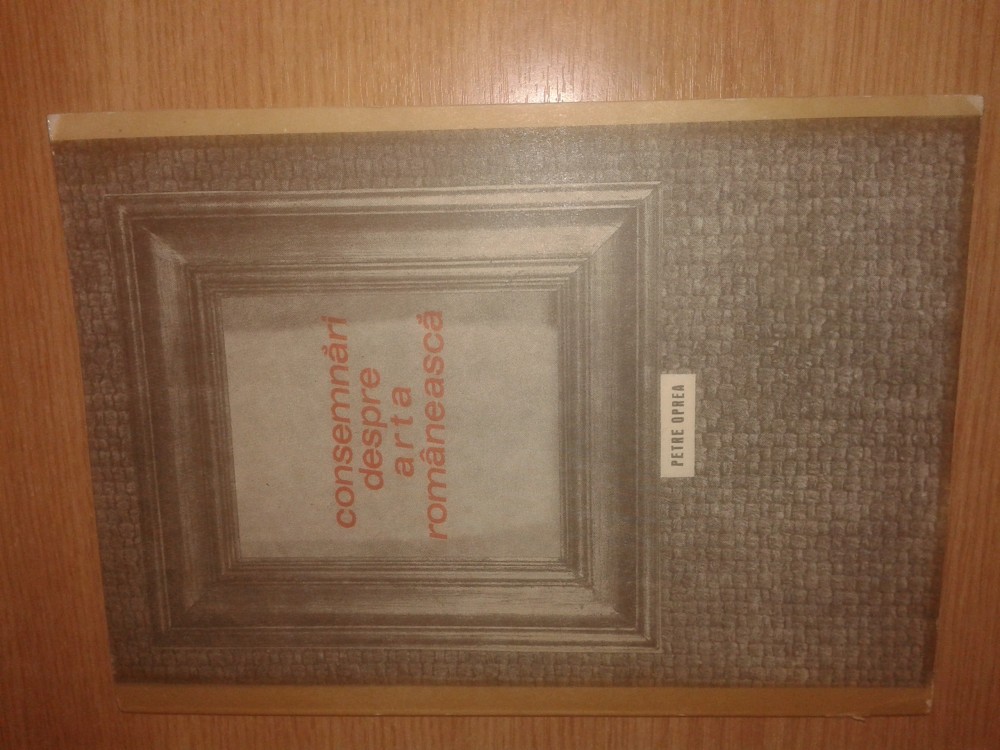 consemnări
despre
arta
românească
PETRE OPREA